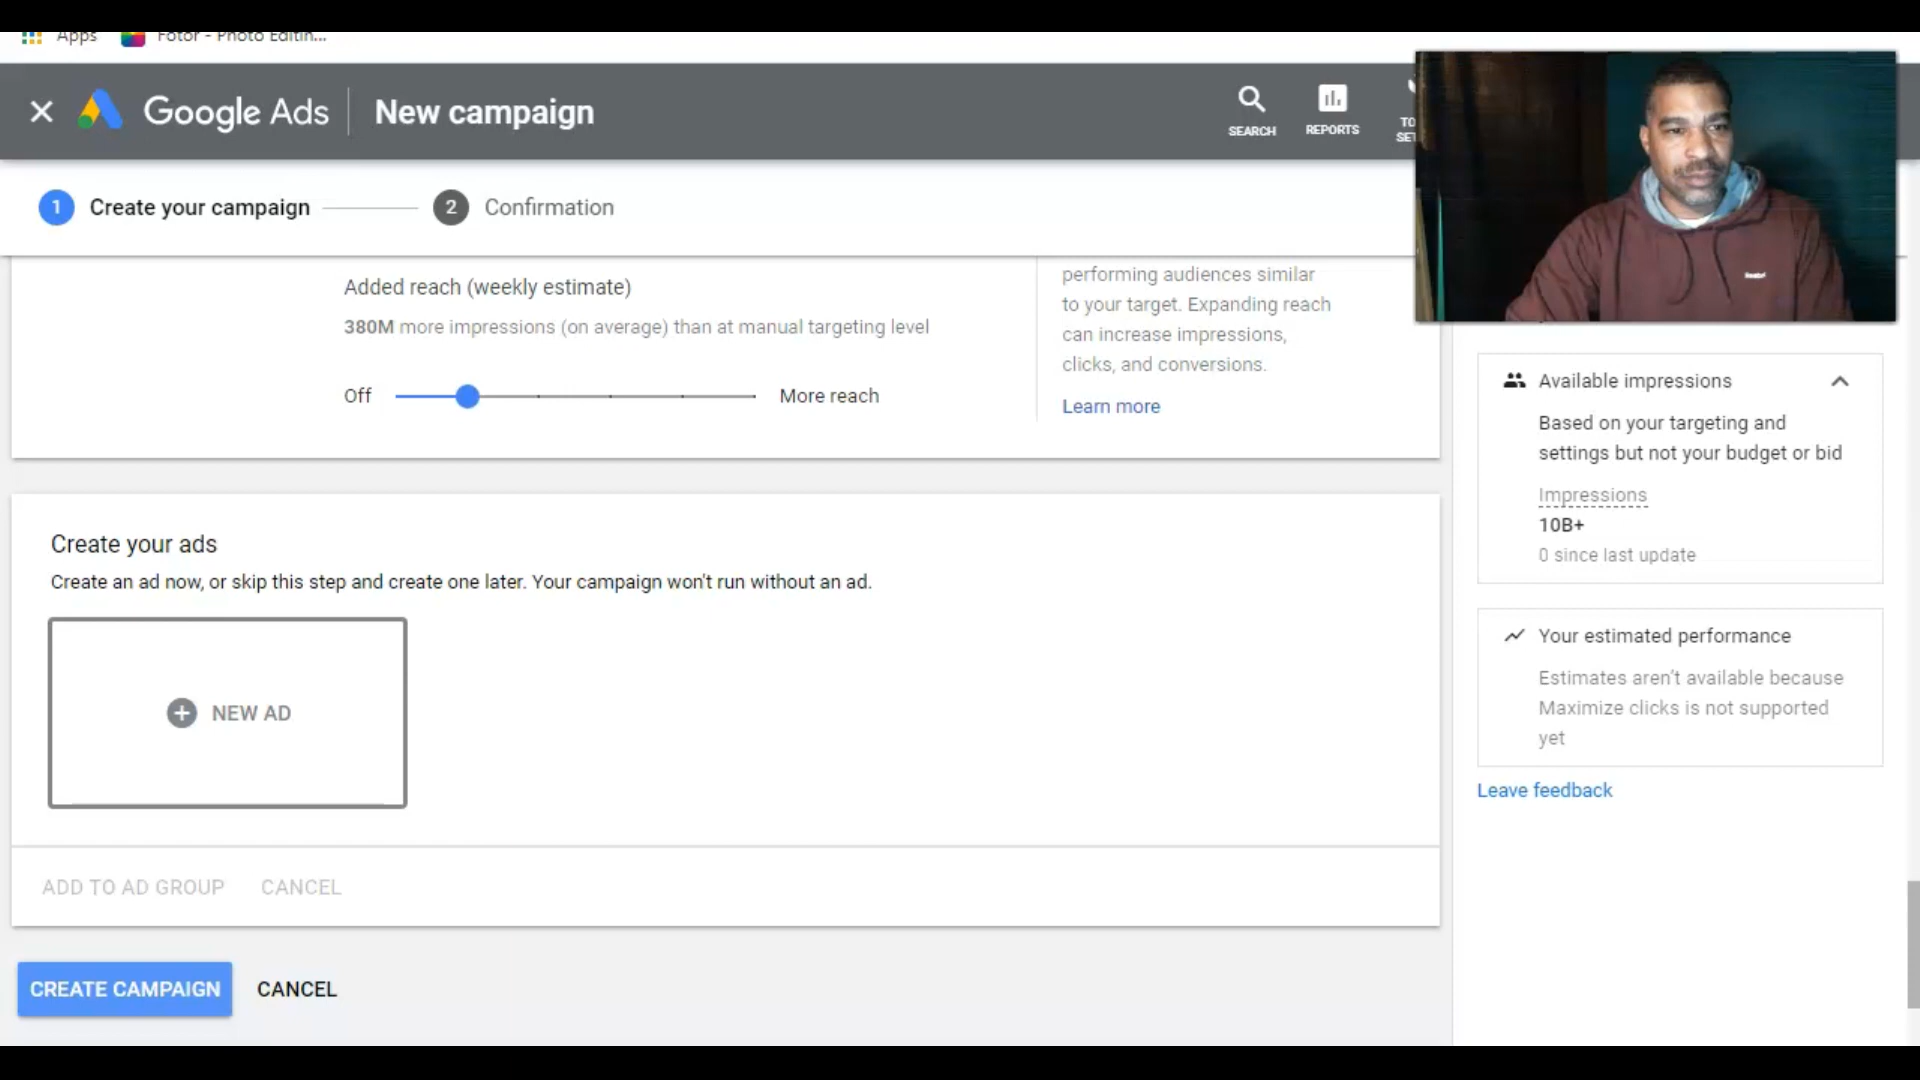 Apps Fotor - Photo Editin...
Google Ads New campaign
SEARCH REPORTS
1 Create your campaign 2 Confirmation
Added reach (weekly estimate)
380M more impressions (on average) than at manual targeting level
Off More reach
performing audiences similar
to your target. Expanding reach
can increase impressions,
clicks, and conversions.
Learn more
Create your ads
Create an ad now, or skip this step and create one later. Your campaign won't run without an ad.
NEW AD
ADD TO AD GROUP CANCEL
CREATE CAMPAIGN CANCEL
Available impressions
Based on your targeting and
settings but not your budget or bid
Impressions
10B+
0 since last update
Your estimated performance
Estimates aren't available because
Maximize clicks is not supported
yet
Leave feedback